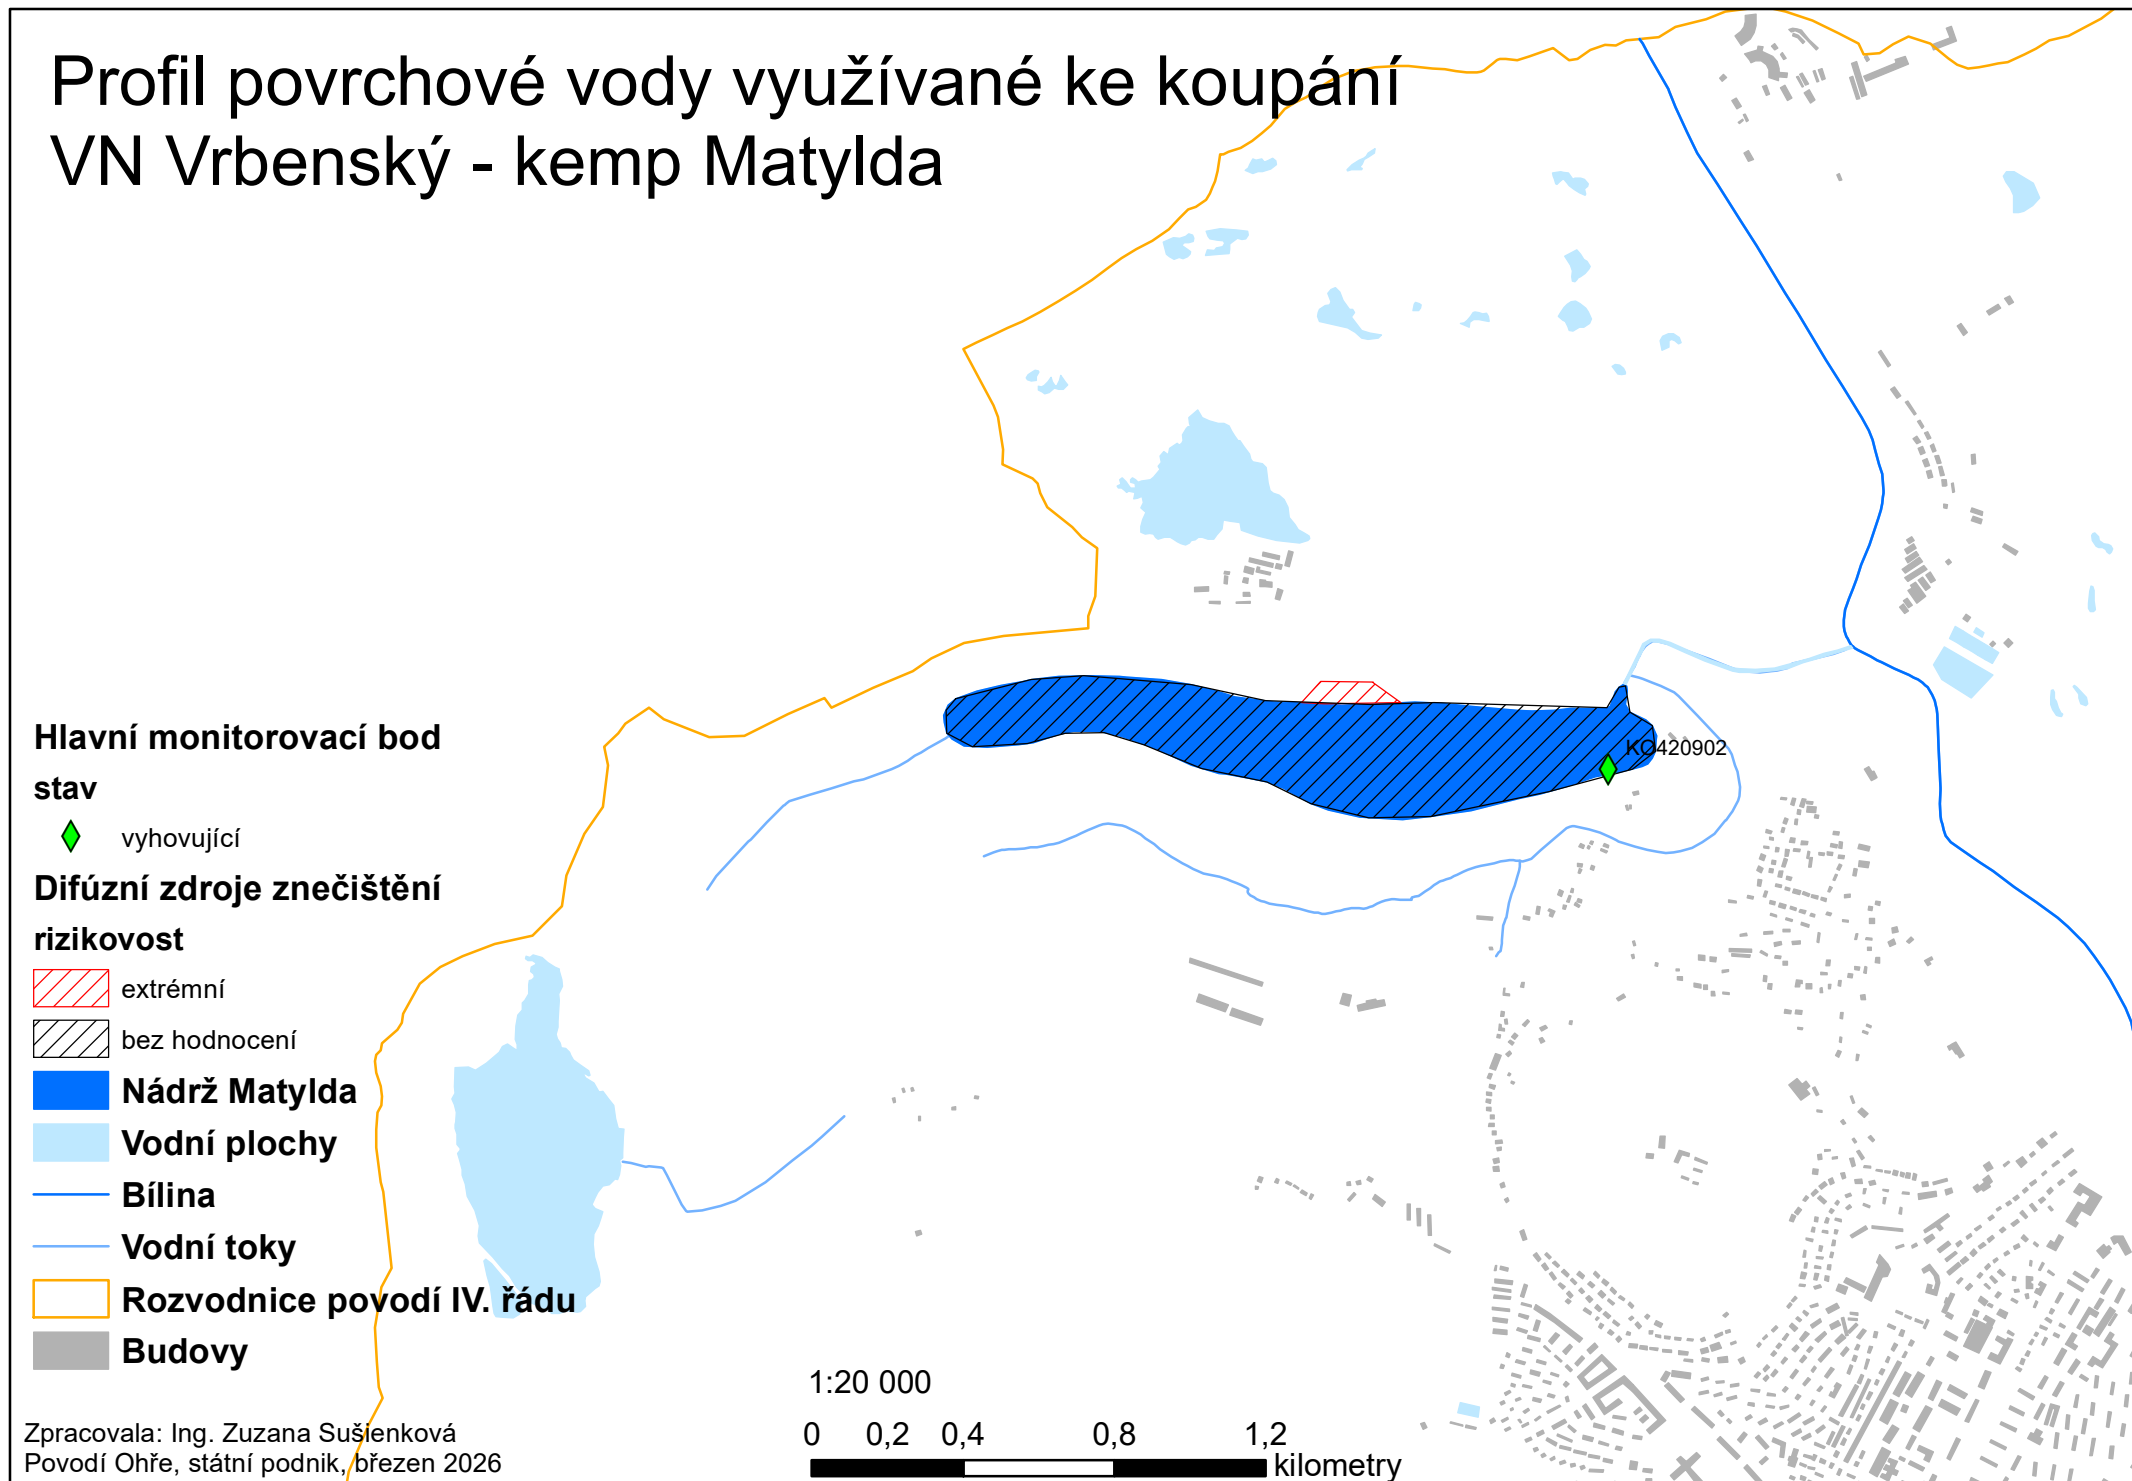 Profil povrchové vody využívané ke koupání
VN Vrbenský - kemp Matylda
KO420902
Hlavní monitorovací bod
stav
vyhovující
Difúzní zdroje znečištění
rizikovost
extrémní
bez hodnocení
Nádrž Matylda
Vodní plochy
Bílina
Vodní toky
Rozvodnice povodí IV. řádu
Budovy
1:20 000
0 0,2 0,4 0,8 1,2
kilometry
Zpracovala: Ing. Zuzana Sušienková
Povodí Ohře, státní podnik, březen 2026